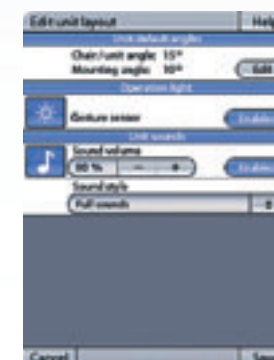 Edit unit layout Help
Unit default angles
Chair/unit angle: 15°
Mounting angle: 10° Edit
Operation light
Gesture sensor Enabled
Unit sounds
Sound volume
80 % - + Enabled
Sound style
Full sounds
Cancel Save